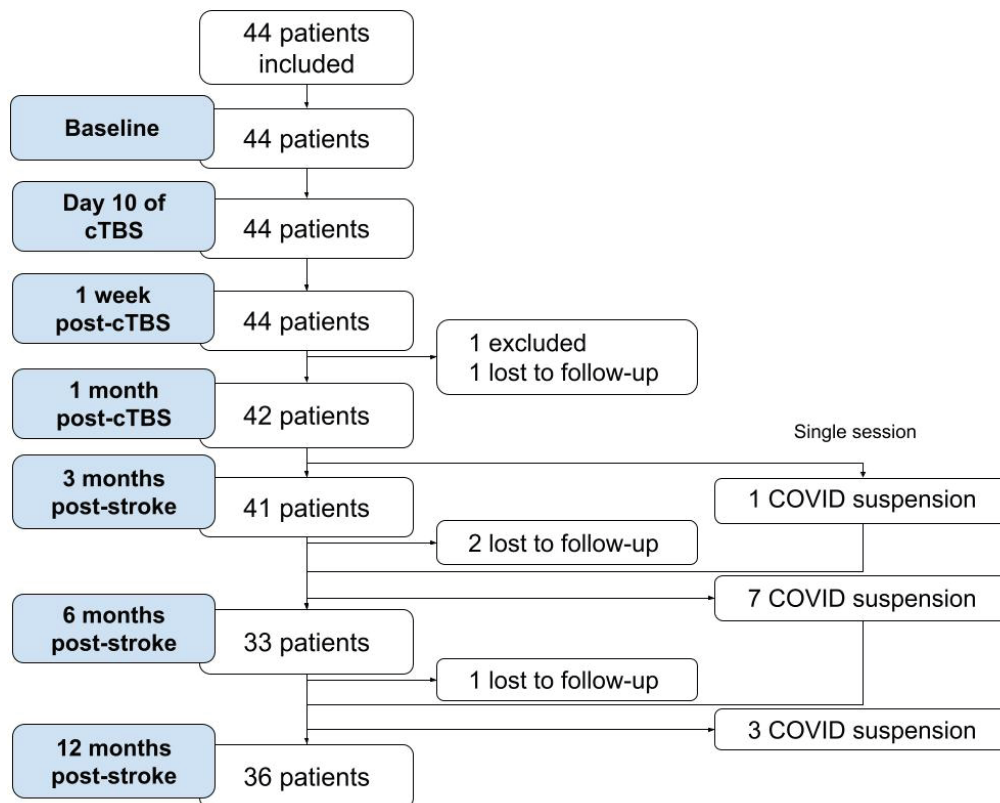 44 patients
included
Baseline
44 patients
Day 10 of
cTBS
44 patients
1 week
post-cTBS
44 patients
1 excluded
1 lost to follow-up
1 month
post-cTBS
42 patients
Single session
3 months
post-stroke
41 patients
1 COVID suspension
2 lost to follow-up
7 COVID suspension
6 months
post-stroke
33 patients
1 lost to follow-up
3 COVID suspension
12 months
post-stroke
36 patients